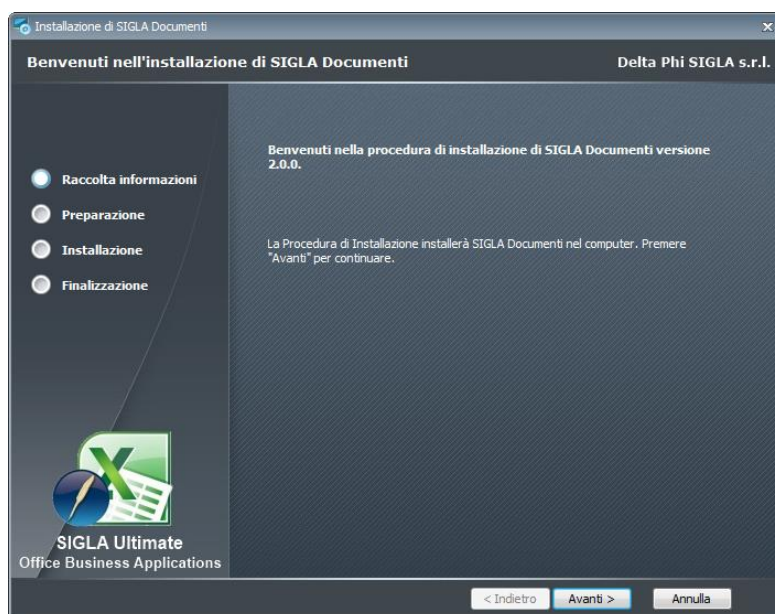 Installazione di SIGLA Documenti
Benvenuti nell'installazione di SIGLA Documenti
Delta Phi SIGLA s.r.l.
Raccolta informazioni
Preparazione
Installazione
Finalizzazione
Benvenuti nella procedura di installazione di SIGLA Documenti versione
2.0.0.
La Procedura di Installazione installerà SIGLA Documenti nel computer. Premere
"Avanti" per continuare.
SIGLA Ultimate
Office Business Applications
< Indietro
Avanti >
Annulla